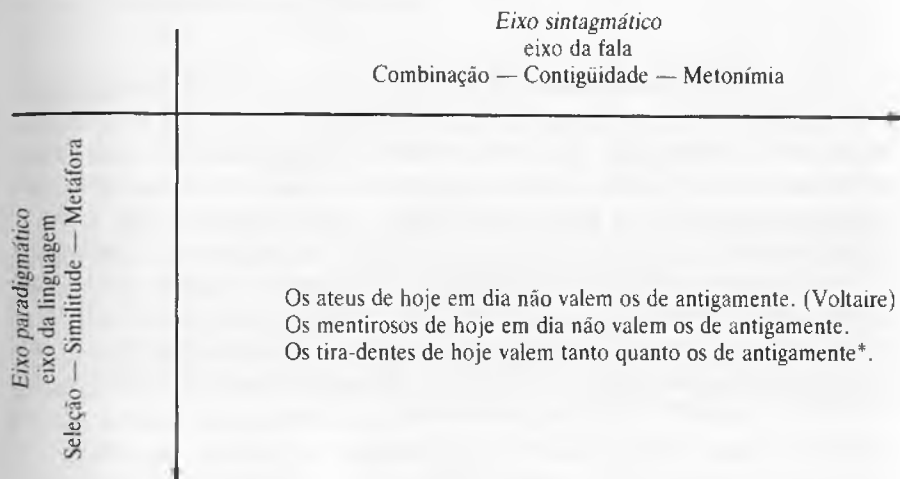 Eixo sintagmático
eixo da fala
Combinação — Contigüidade — Metonímia
Eixo paradigmático
eixo da linguagem
Seleção — Similitude — Metáfora
Os ateus de hoje em dia não valem os de antigamente. (Voltaire)
Os mentirosos de hoje em dia não valem os de antigamente.
Os tira-dentes de hoje valem tanto quanto os de antigamente*.